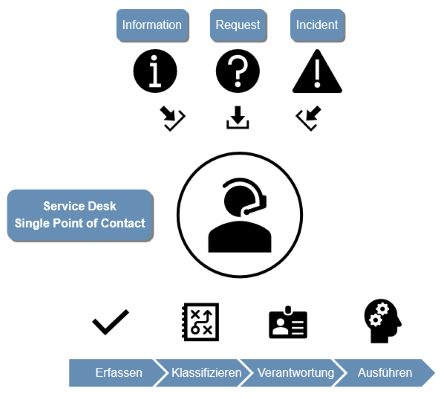 Information
Request
Incident
Service Desk
Single Point of Contact
Erfassen
Klassifizieren
Verantwortung
Ausführen